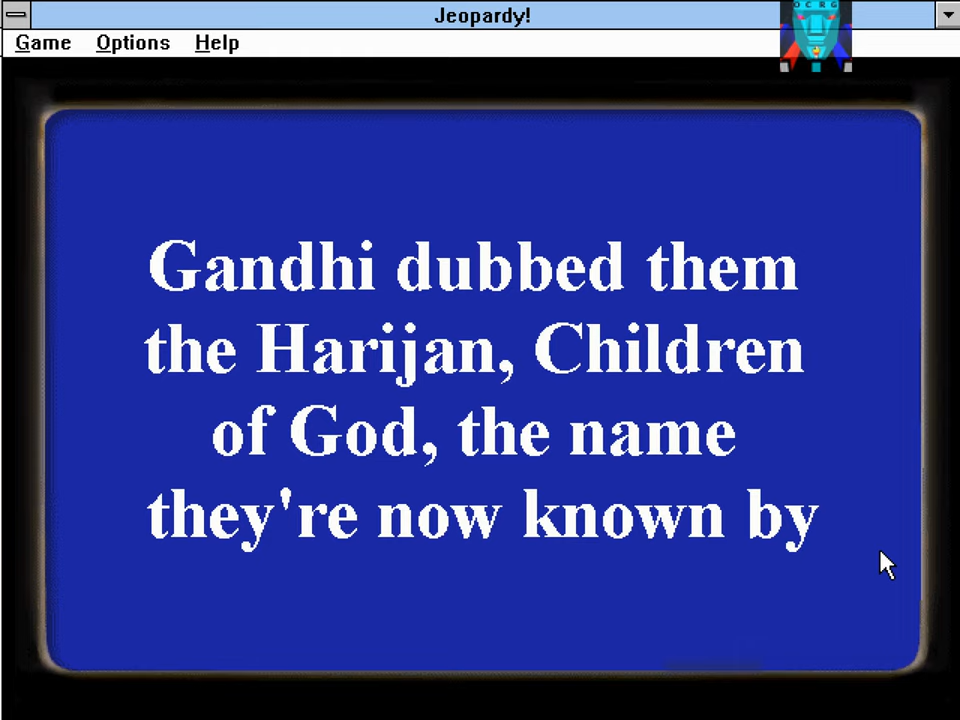 Jeopardy!
OCRG
Game Options Help
Gandhi dubbed them
the Harijan, Children
of God, the name
they're now known by